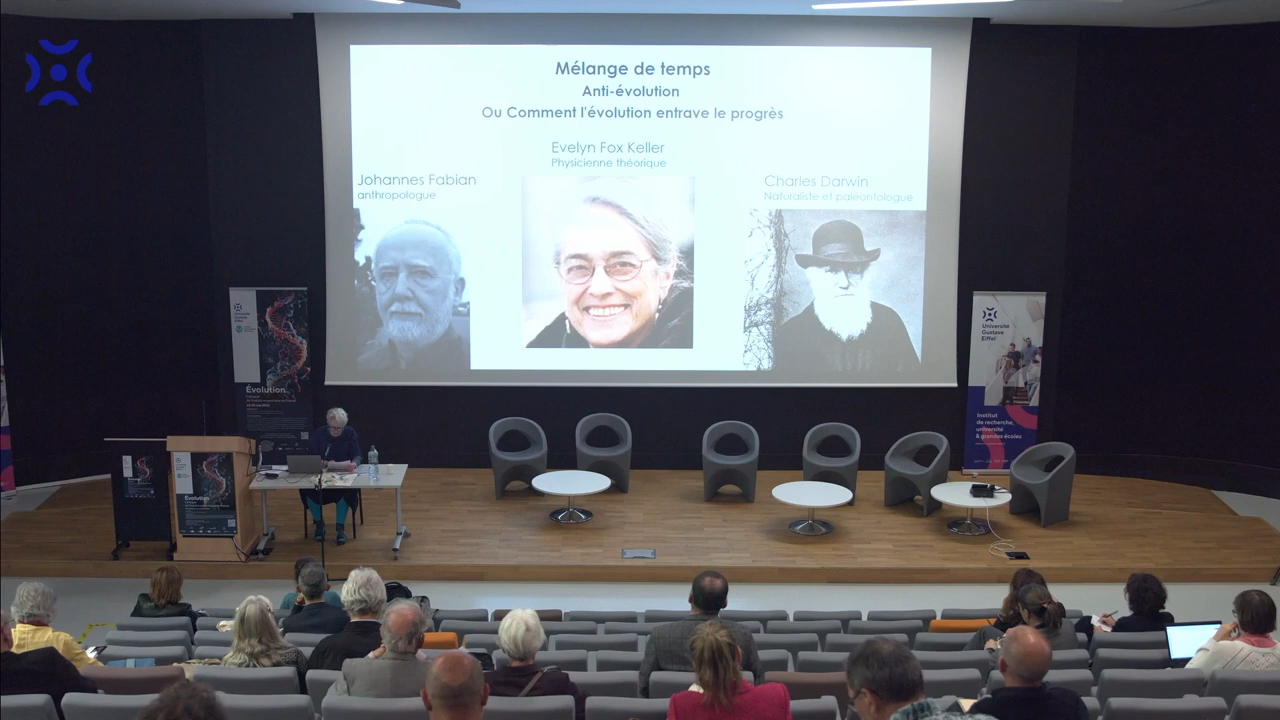 Mélange de temps
Anti-évolution
Ou Comment l'évolution entrave le progrès
Evelyn Fox Keller
Physicienne théorique
Johannes Fabian
anthropologue
Charles Darwin
Naturaliste et paléontologue
Évolution
Université
Gustave
Eiffel
Institut
de recherche,
université
& grandes écoles
Évolution